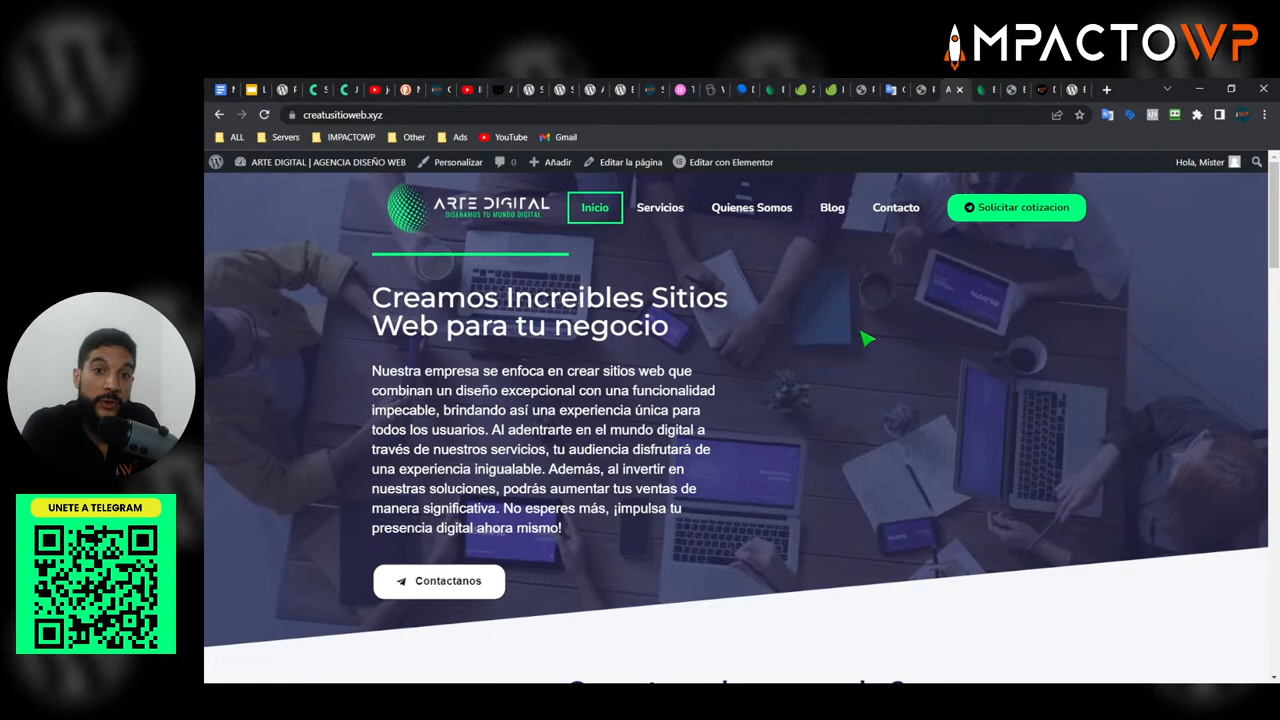 IMPACTOWP
creatusitioweb.xyz
ALL Servers IMPACTOWP Other Ads YouTube Gmail
ARTE DIGITAL | AGENCIA DISEÑO WEB Personalizar 0 Añadir Editar la página Editar con Elementor Hola, Mister
ARTE DIGITAL
DISEÑAMOS TU MUNDO DIGITAL
Inicio Servicios Quienes Somos Blog Contacto Solicitar cotizacion
Creamos Increibles Sitios
Web para tu negocio
Nuestra empresa se enfoca en crear sitios web que
combinan un diseño excepcional con una funcionalidad
impecable, brindando así una experiencia única para
todos los usuarios. Al adentrarte en el mundo digital a
través de nuestros servicios, tu audiencia disfrutará de
una experiencia inigualable. Además, al invertir en
nuestras soluciones, podrás aumentar tus ventas de
manera significativa. No esperes más, ¡impulsa tu
presencia digital ahora mismo!
Contactanos
UNETE A TELEGRAM